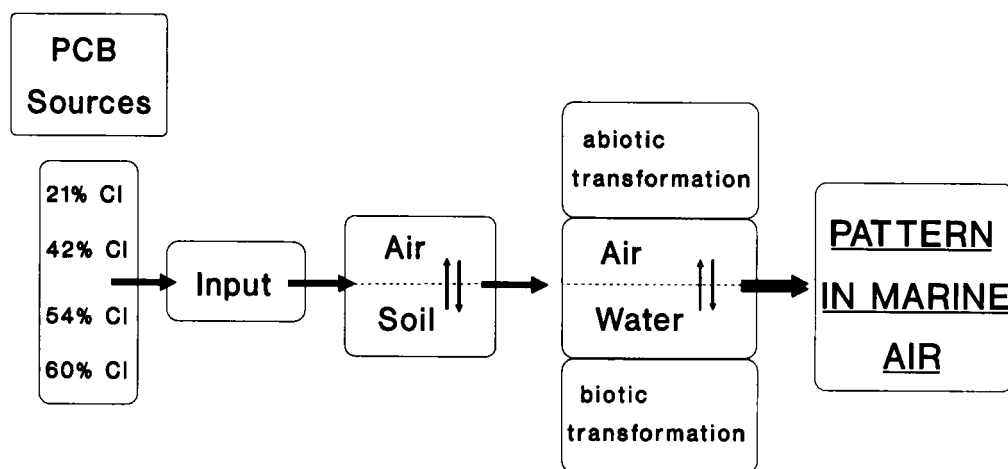 PCB
Sources
21% Cl
42% Cl
54% Cl
60% Cl
Input
Air
Soil
abiotic
transformation
Air
Water
biotic
transformation
PATTERN
IN MARINE
AIR